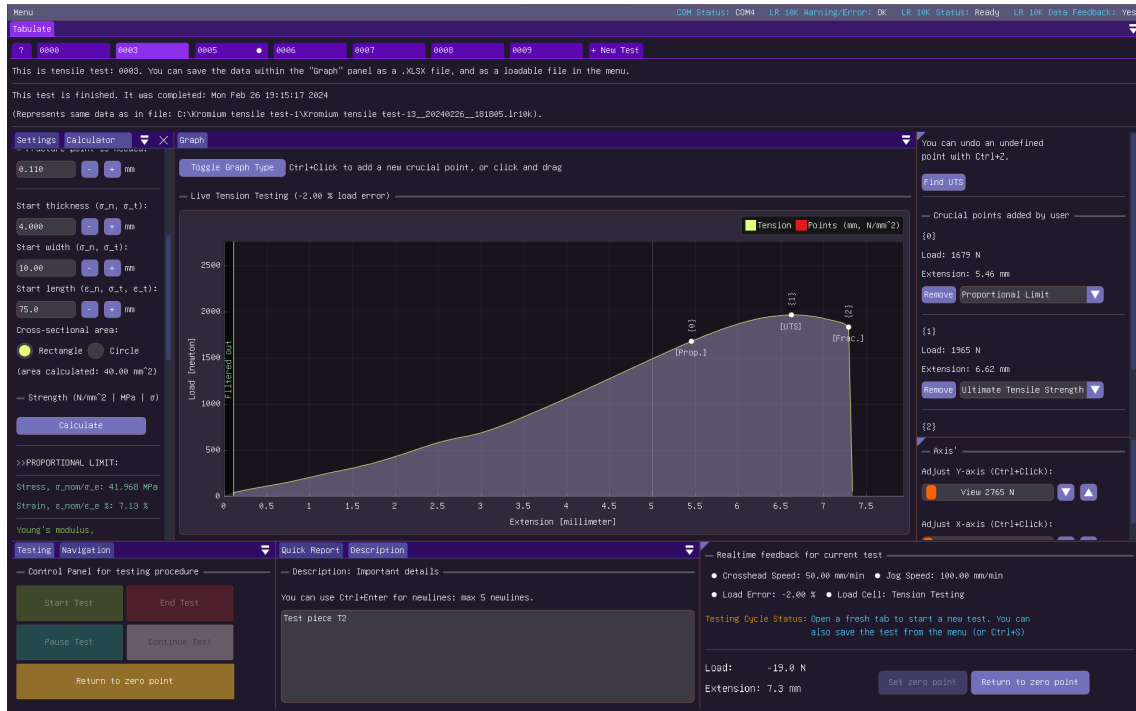 Menu
COM Status: COM4 LR 10K Warning/Error: OK LR 10K Status: Ready LR 10K Data Feedback: Yes
Tabulate
? 0000 0003 0005 0006 0007 0008 0009 + New Test
This is tensile test: 0003. You can save the data within the "Graph" panel as a .XLSX file, and as a loadable file in the menu.
This test is finished. It was completed: Mon Feb 26 19:15:17 2024
(Represents same data as in file: C:\Kromium tensile test-1\Kromium tensile test-13__20240226__181805.lr10k).
Settings Calculator
* Fracture point is needed.
0.110 - + mm
Start thickness (σ_n, σ_t):
4.000 - + mm
Start width (σ_n, σ_t):
10.00 - + mm
Start length (ε_n, σ_t, ε_t):
75.0 - + mm
Cross-sectional area:
Rectangle Circle
(area calculated: 40.00 mm^2)
Strength (N/mm^2 | MPa | σ)
Calculate
>>PROPORTIONAL LIMIT:
Stress, σ_nom/σ_e: 41.968 MPa
Strain, ε_nom/ε_e %: 7.13 %
Young's modulus,
Graph
Toggle Graph Type Ctrl+Click to add a new crucial point, or click and drag
Live Tension Testing (-2.00 % load error)
Tension Points (mm, N/mm^2)
Load [newton]
2500
2000
1500
1000
500
0
Filtered out
{0}
[Prop.]
{1}
[UTS]
{2}
[Frac.]
0 0.5 1 1.5 2 2.5 3 3.5 4 4.5 5 5.5 6 6.5 7 7.5
Extension [millimeter]
You can undo an undefined
point with Ctrl+Z.
Find UTS
Crucial points added by user
{0}
Load: 1679 N
Extension: 5.46 mm
Remove Proportional Limit
{1}
Load: 1965 N
Extension: 6.62 mm
Remove Ultimate Tensile Strength
{2}
Axis'
Adjust Y-axis (Ctrl+Click):
View 2765 N
Adjust X-axis (Ctrl+Click):
Testing Navigation
Control Panel for testing procedure
Start Test End Test
Pause Test Continue Test
Return to zero point
Quick Report Description
Description: Important details
You can use Ctrl+Enter for newlines: max 5 newlines.
Test piece T2
Realtime feedback for current test
Crosshead Speed: 50.00 mm/min Jog Speed: 100.00 mm/min
Load Error: -2.00 % Load Cell: Tension Testing
Testing Cycle Status: Open a fresh tab to start a new test. You can
also save the test from the menu (or Ctrl+S)
Load: -19.0 N
Extension: 7.3 mm
Set zero point Return to zero point